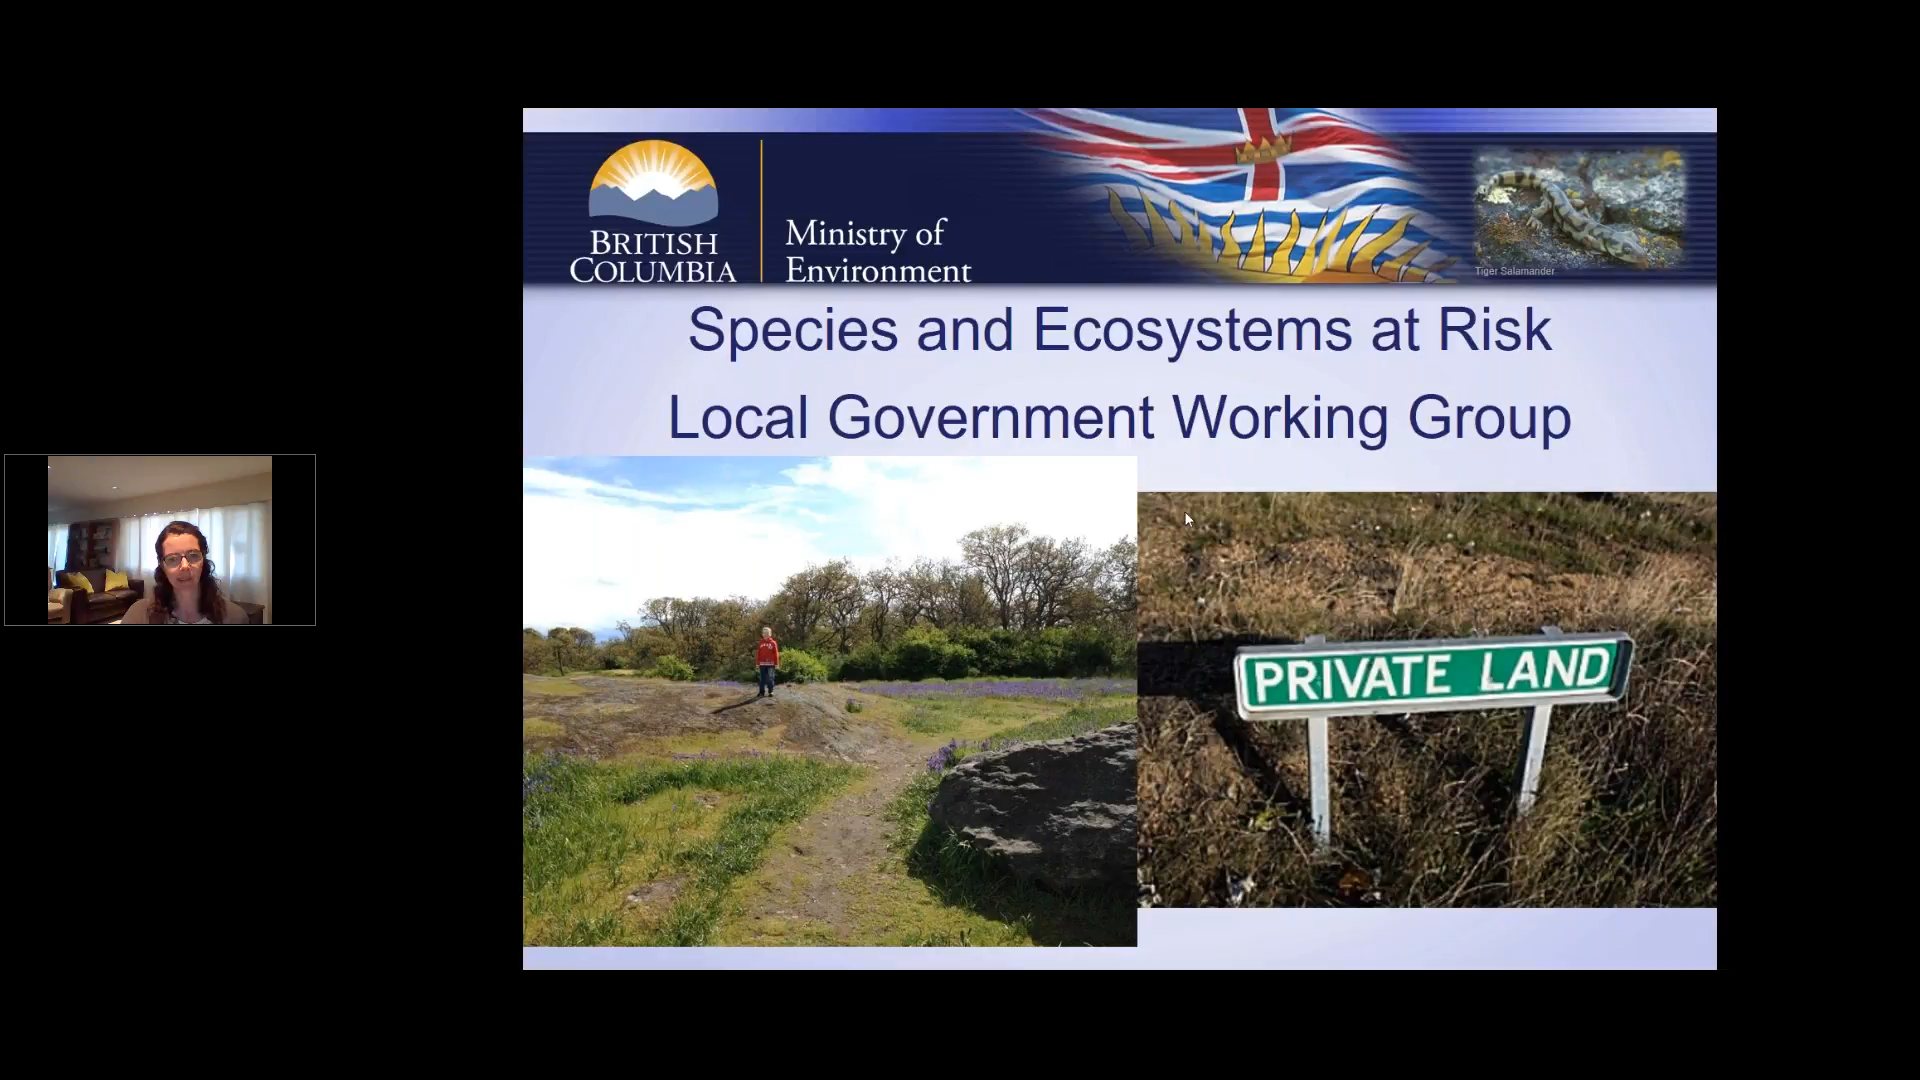 BRITISH
COLUMBIA
Ministry of
Environment
Tiger Salamander
Species and Ecosystems at Risk
Local Government Working Group
PRIVATE LAND